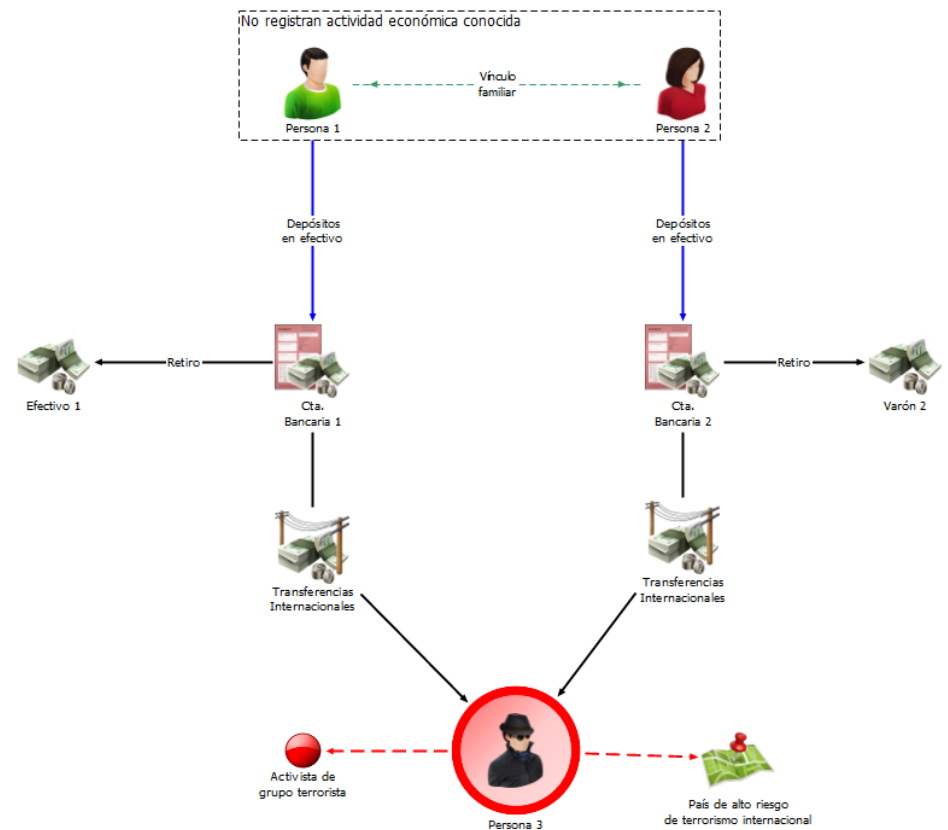 No registran actividad económica conocida
Vínculo
familiar
Persona 1
Persona 2
Depósitos
en efectivo
Depósitos
en efectivo
Retiro
Retiro
Efectivo 1
Cta.
Bancaria 1
Cta.
Bancaria 2
Varón 2
Transferencias
Internacionales
Transferencias
Internacionales
Activista de
grupo terrorista
País de alto riesgo
de terrorismo internacional
Persona 3